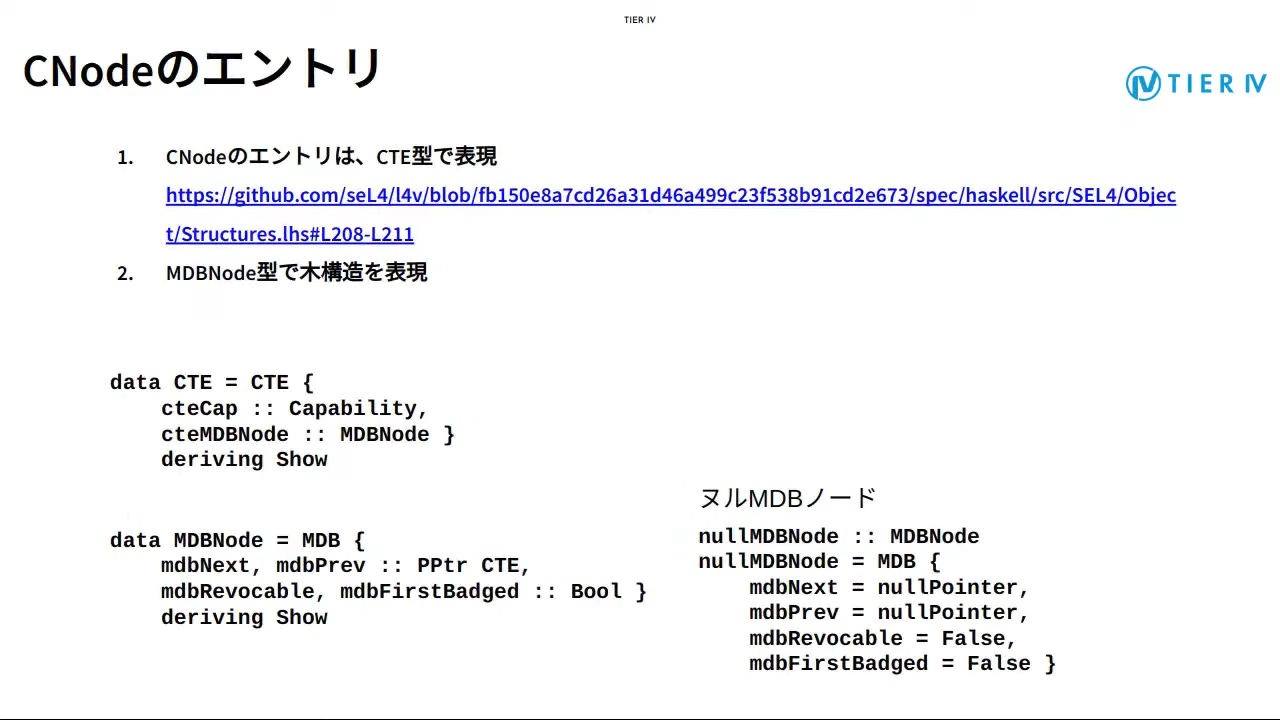 TIER IV
CNodeのエントリ
TIER IV
1. CNodeのエントリは、CTE型で表現
https://github.com/seL4/l4v/blob/fb150e8a7cd26a31d46a499c23f538b91cd2e673/spec/haskell/src/SEL4/Objec
t/Structures.lhs#L208-L211
2. MDBNode型で木構造を表現
data CTE = CTE {
    cteCap :: Capability,
    cteMDBNode :: MDBNode }
    deriving Show
data MDBNode = MDB {
    mdbNext, mdbPrev :: PPtr CTE,
    mdbRevocable, mdbFirstBadged :: Bool }
    deriving Show
ヌルMDBノード
nullMDBNode :: MDBNode
nullMDBNode = MDB {
    mdbNext = nullPointer,
    mdbPrev = nullPointer,
    mdbRevocable = False,
    mdbFirstBadged = False }